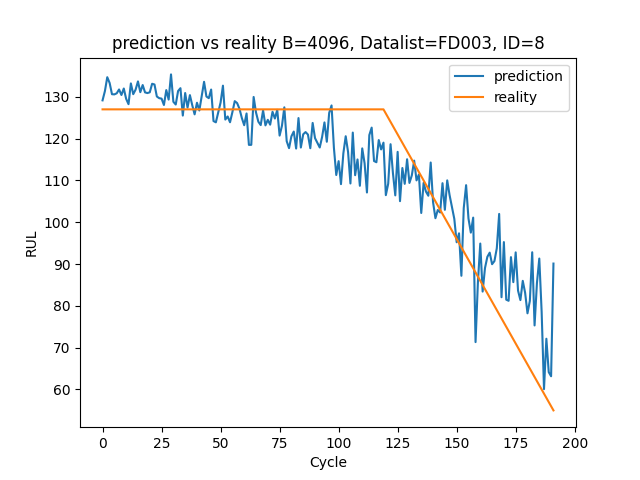 prediction vs reality B=4096, Datalist=FD003, ID=8
prediction
reality
RUL
130
120
110
100
90
80
70
60
0 25 50 75 100 125 150 175 200
Cycle